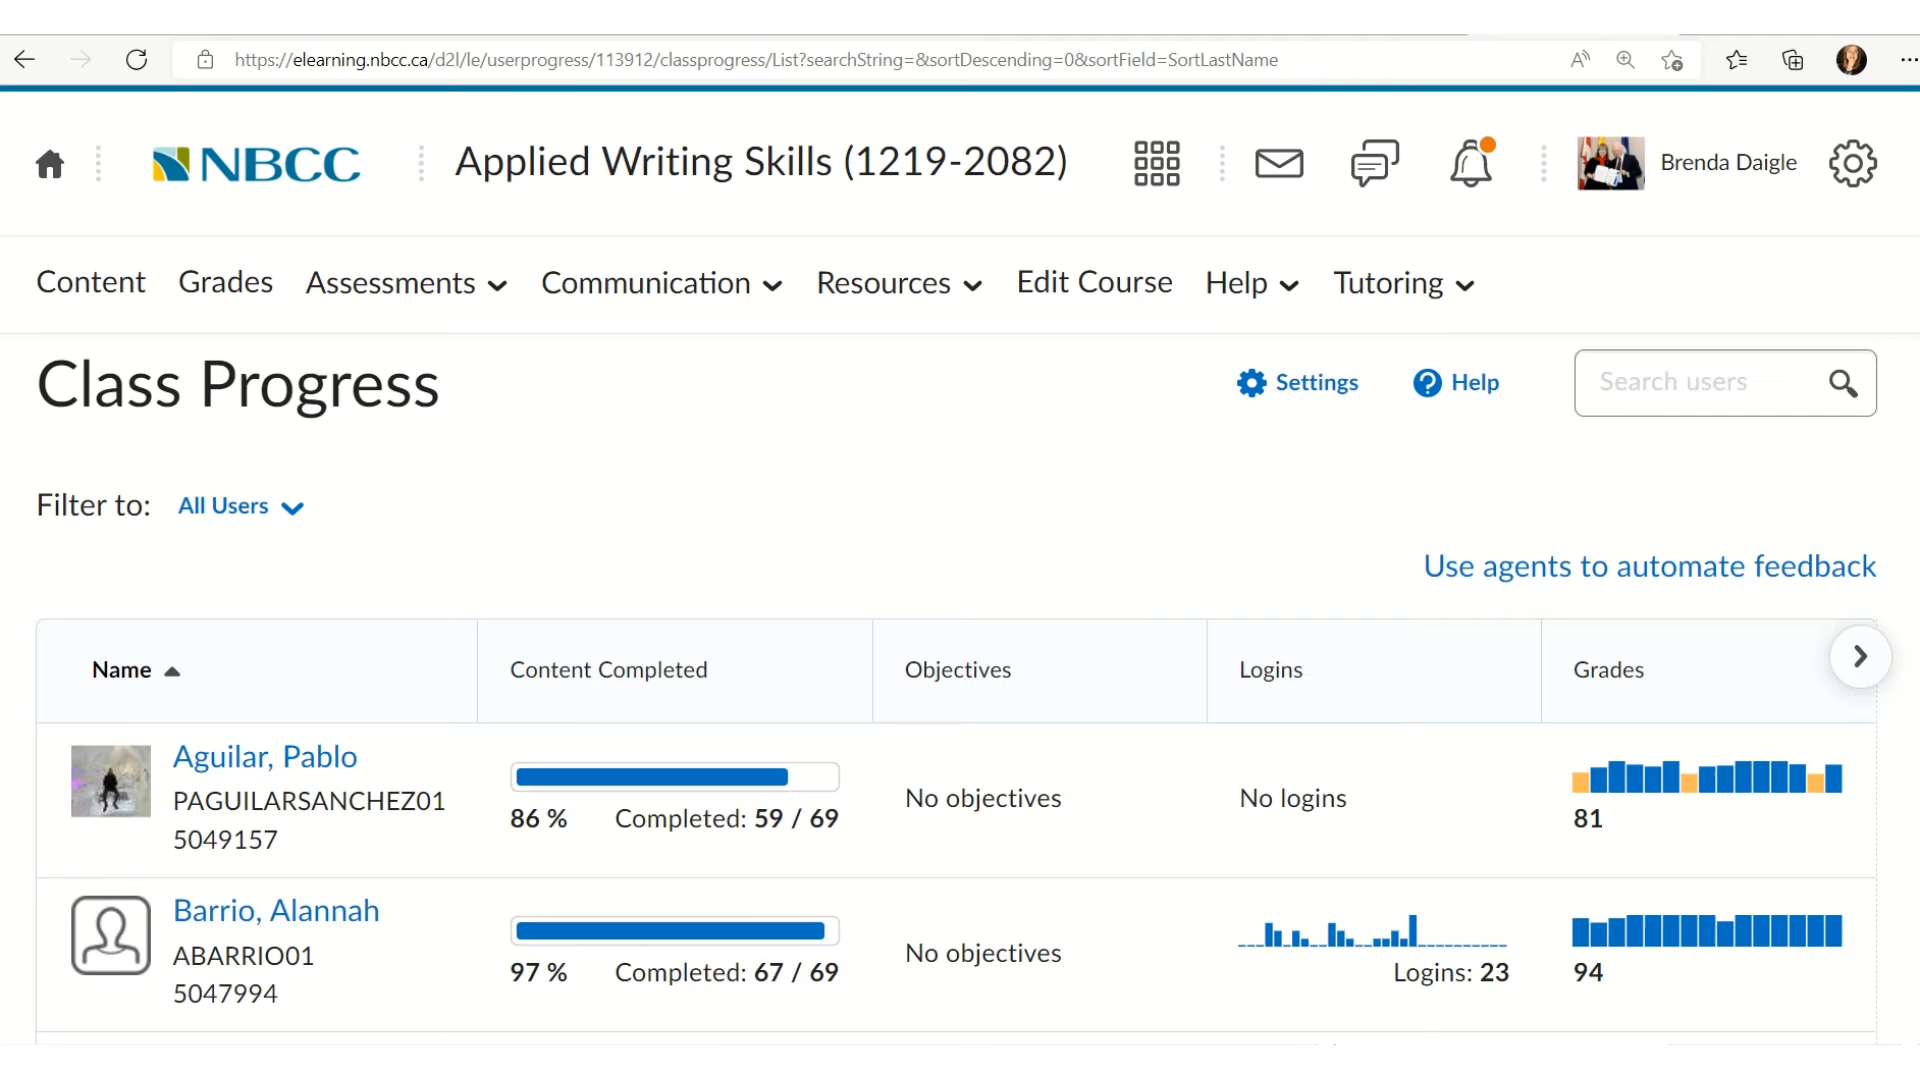 https://elearning.nbcc.ca/d2l/le/userprogress/113912/classprogress/List?searchString=&sortDescending=0&sortField=SortLastName
NBCC
Applied Writing Skills (1219-2082)
Brenda Daigle
Content Grades Assessments Communication Resources Edit Course Help Tutoring
Class Progress
Settings
Help
Search users
Filter to: All Users
Use agents to automate feedback
Name Content Completed Objectives Logins Grades
Aguilar, Pablo
PAGUILARSANCHEZ01
5049157
86 % Completed: 59 / 69
No objectives
No logins
81
Barrio, Alannah
ABARRIO01
5047994
97 % Completed: 67 / 69
No objectives
Logins: 23
94